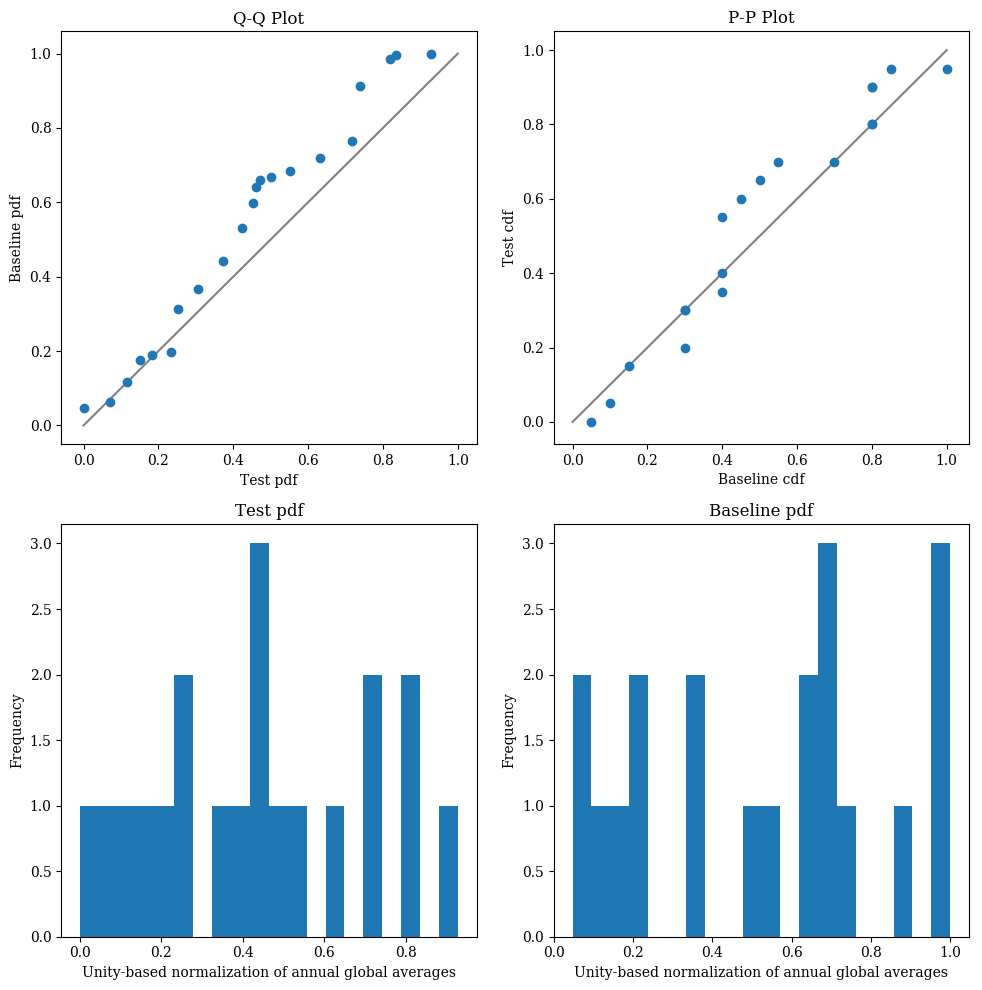 Q-Q Plot
1.0
0.8
0.6
0.4
0.2
0.0
Baseline pdf
0.0 0.2 0.4 0.6 0.8 1.0
Test pdf
P-P Plot
1.0
0.8
0.6
0.4
0.2
0.0
Test cdf
0.0 0.2 0.4 0.6 0.8 1.0
Baseline cdf
Test pdf
3.0
2.5
2.0
1.5
1.0
0.5
0.0
Frequency
0.0 0.2 0.4 0.6 0.8
Unity-based normalization of annual global averages
Baseline pdf
3.0
2.5
2.0
1.5
1.0
0.5
0.0
Frequency
0.0 0.2 0.4 0.6 0.8 1.0
Unity-based normalization of annual global averages